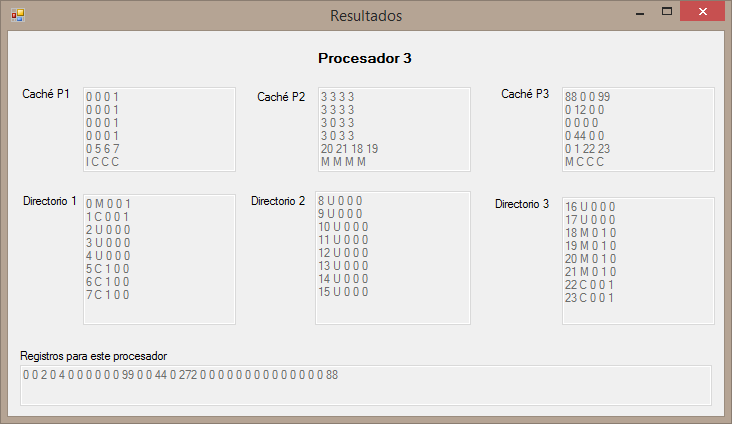 Resultados
Procesador 3
Caché P1
0 0 0 1
0 0 0 1
0 0 0 1
0 0 0 1
0 5 6 7
I C C C
Caché P2
3 3 3 3
3 3 3 3
3 0 3 3
3 0 3 3
20 21 18 19
M M M M
Caché P3
88 0 0 99
0 12 0 0
0 0 0 0
0 44 0 0
0 1 22 23
M C C C
Directorio 1
0 M 0 0 1
1 C 0 0 1
2 U 0 0 0
3 U 0 0 0
4 U 0 0 0
5 C 1 0 0
6 C 1 0 0
7 C 1 0 0
Directorio 2
8 U 0 0 0
9 U 0 0 0
10 U 0 0 0
11 U 0 0 0
12 U 0 0 0
13 U 0 0 0
14 U 0 0 0
15 U 0 0 0
Directorio 3
16 U 0 0 0
17 U 0 0 0
18 M 0 1 0
19 M 0 1 0
20 M 0 1 0
21 M 0 1 0
22 C 0 0 1
23 C 0 0 1
Registros para este procesador
0 0 2 0 4 0 0 0 0 0 0 99 0 0 44 0 272 0 0 0 0 0 0 0 0 0 0 0 0 0 0 88